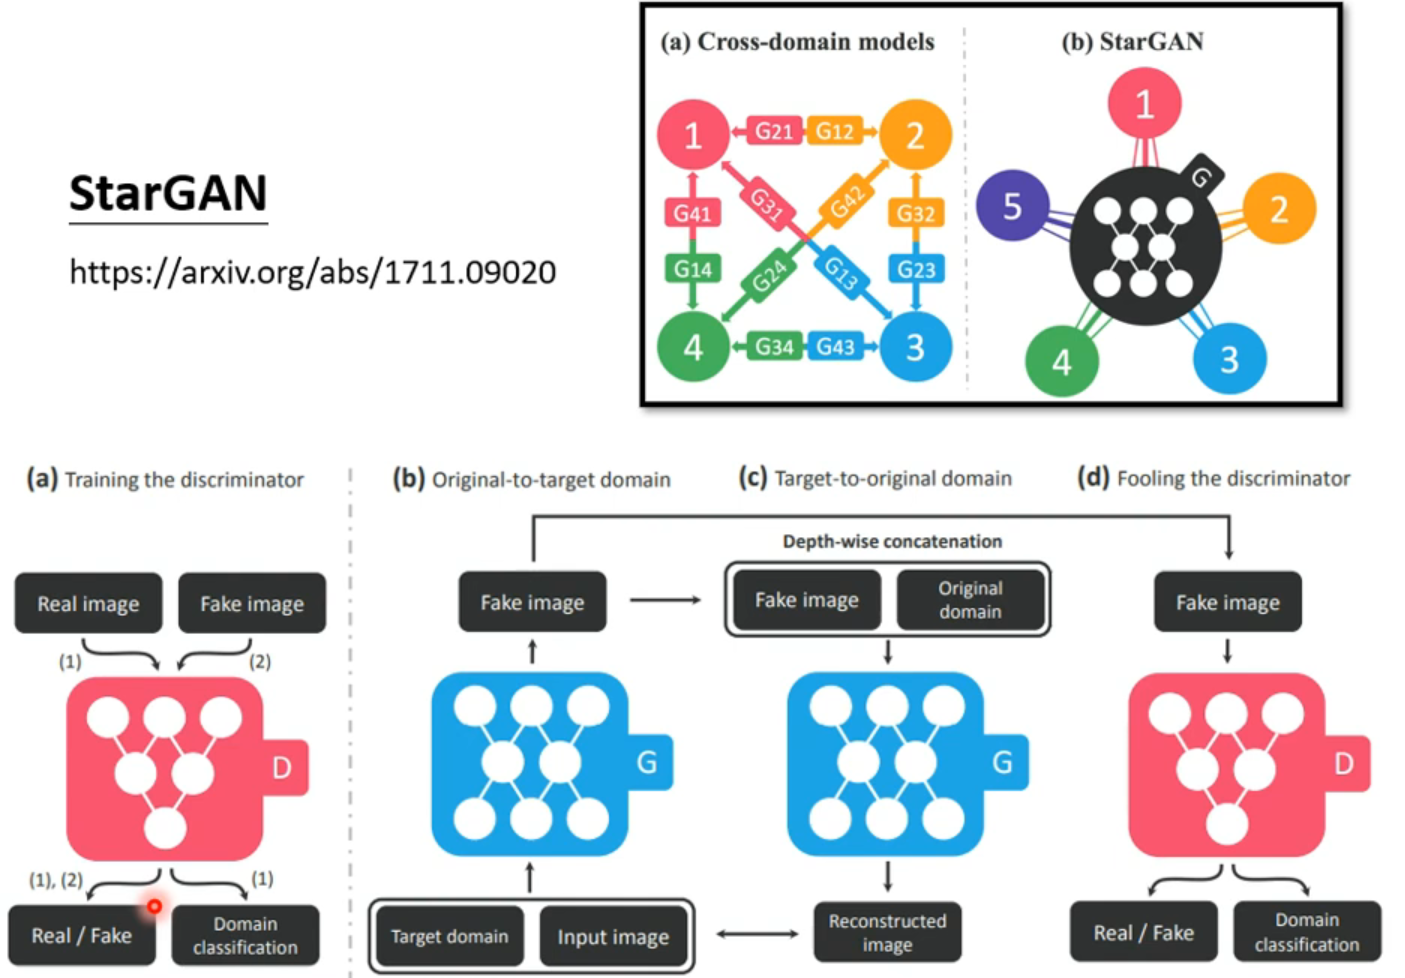 StarGAN
https://arxiv.org/abs/1711.09020
(a) Cross-domain models
(b) StarGAN
1
G21
G12
2
G41
G31
G42
G32
G14
G24
G13
G23
4
G34
G43
3
1
G
5
2
4
3
(a) Training the discriminator
(b) Original-to-target domain
(c) Target-to-original domain
(d) Fooling the discriminator
Real image
Fake image
(1)
(2)
D
(1), (2)
(1)
Real / Fake
Domain
classification
Fake image
G
Target domain
Input image
Depth-wise concatenation
Fake image
Original
domain
G
Reconstructed
image
Fake image
D
Real / Fake
Domain
classification